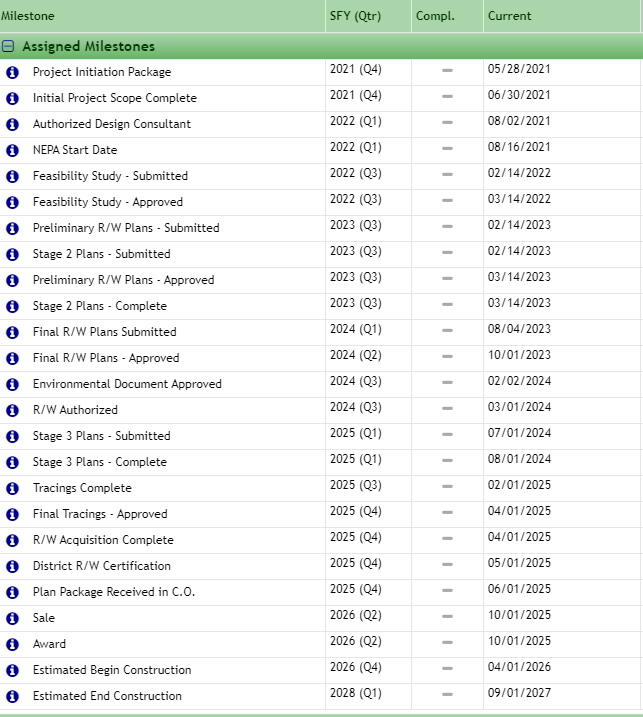 Milestone SFY (Qtr) Compl. Current
Assigned Milestones
Project Initiation Package 2021 (Q4) 05/28/2021
Initial Project Scope Complete 2021 (Q4) 06/30/2021
Authorized Design Consultant 2022 (Q1) 08/02/2021
NEPA Start Date 2022 (Q1) 08/16/2021
Feasibility Study - Submitted 2022 (Q3) 02/14/2022
Feasibility Study - Approved 2022 (Q3) 03/14/2022
Preliminary R/W Plans - Submitted 2023 (Q3) 02/14/2023
Stage 2 Plans - Submitted 2023 (Q3) 02/14/2023
Preliminary R/W Plans - Approved 2023 (Q3) 03/14/2023
Stage 2 Plans - Complete 2023 (Q3) 03/14/2023
Final R/W Plans Submitted 2024 (Q1) 08/04/2023
Final R/W Plans - Approved 2024 (Q2) 10/01/2023
Environmental Document Approved 2024 (Q3) 02/02/2024
R/W Authorized 2024 (Q3) 03/01/2024
Stage 3 Plans - Submitted 2025 (Q1) 07/01/2024
Stage 3 Plans - Complete 2025 (Q1) 08/01/2024
Tracings Complete 2025 (Q3) 02/01/2025
Final Tracings - Approved 2025 (Q4) 04/01/2025
R/W Acquisition Complete 2025 (Q4) 04/01/2025
District R/W Certification 2025 (Q4) 05/01/2025
Plan Package Received in C.O. 2025 (Q4) 06/01/2025
Sale 2026 (Q2) 10/01/2025
Award 2026 (Q2) 10/01/2025
Estimated Begin Construction 2026 (Q4) 04/01/2026
Estimated End Construction 2028 (Q1) 09/01/2027